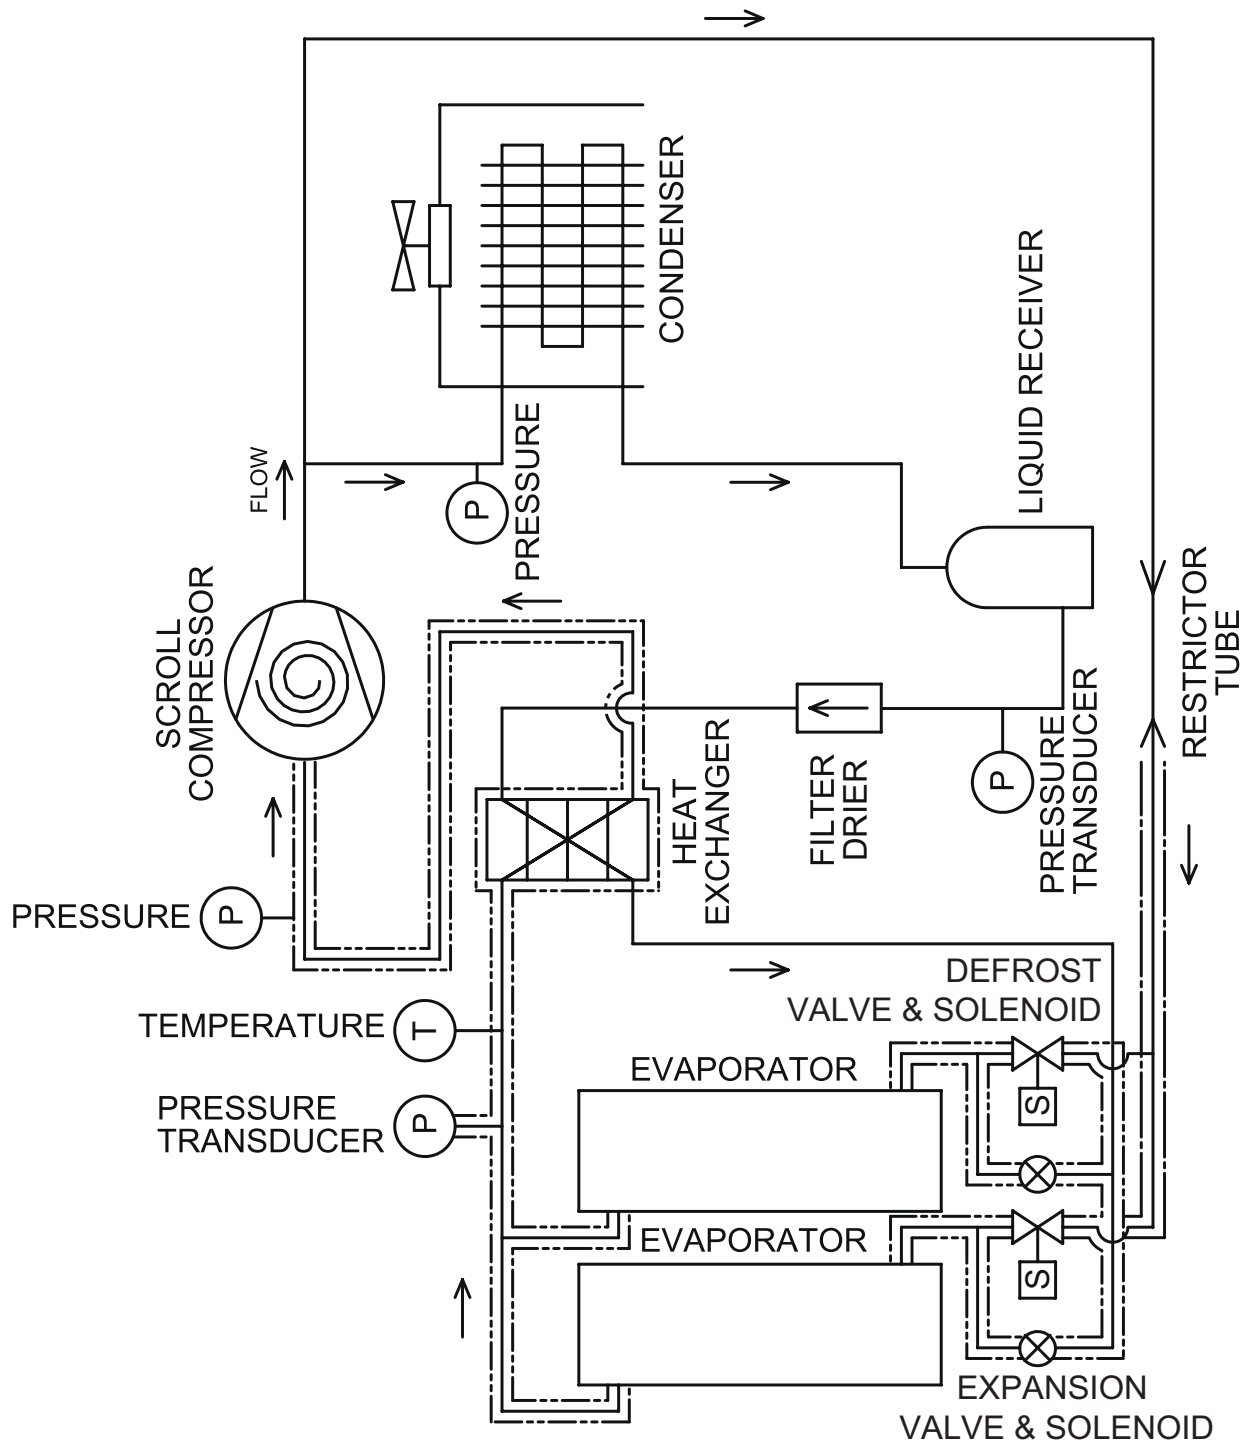 CONDENSER
LIQUID RECEIVER
FLOW
P
PRESSURE
SCROLL
COMPRESSOR
RESTRICTOR
TUBE
HEAT
EXCHANGER
FILTER
DRIER
P
PRESSURE
TRANSDUCER
PRESSURE
P
TEMPERATURE
T
PRESSURE
TRANSDUCER
P
DEFROST
VALVE & SOLENOID
EVAPORATOR
S
EVAPORATOR
S
EXPANSION
VALVE & SOLENOID